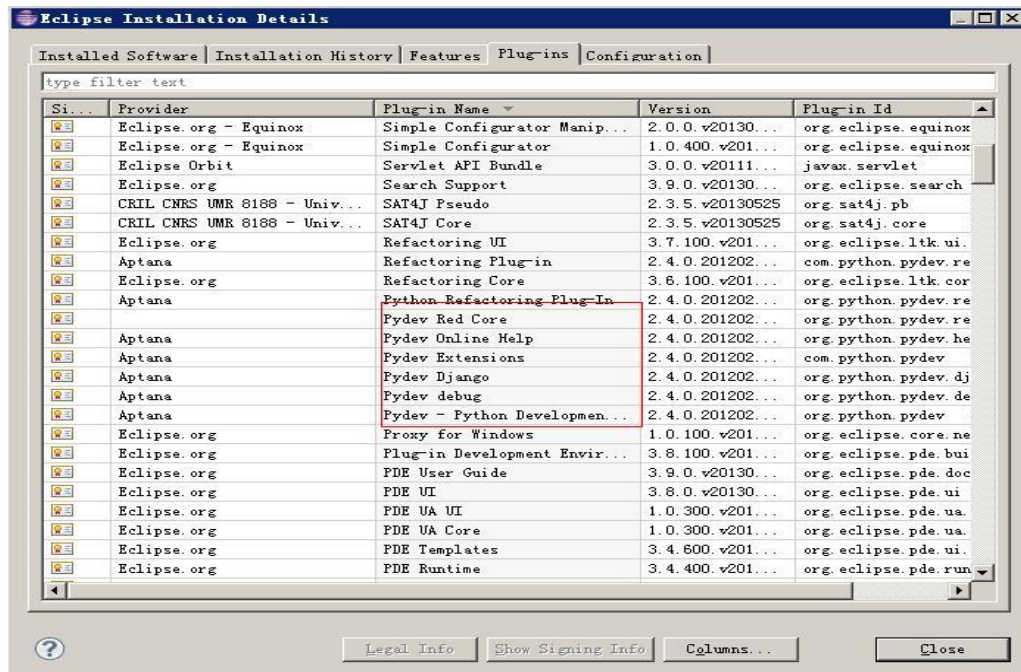 Eclipse Installation Details
Installed Software Installation History Features Plug-ins Configuration
type filter text
Si... Provider Plug-in Name Version Plug-in Id
Eclipse.org - Equinox Simple Configurator Manip... 2.0.0.v20130... org.eclipse.equinox
Eclipse.org - Equinox Simple Configurator 1.0.400.v201... org.eclipse.equinox
Eclipse Orbit Servlet API Bundle 3.0.0.v20111... javax.servlet
Eclipse.org Search Support 3.9.0.v20130... org.eclipse.search
CRIL CNRS UMR 8188 - Univ... SAT4J Pseudo 2.3.5.v20130525 org.sat4j.pb
CRIL CNRS UMR 8188 - Univ... SAT4J Core 2.3.5.v20130525 org.sat4j.core
Eclipse.org Refactoring UI 3.7.100.v201... org.eclipse.ltk.ui.
Aptana Refactoring Plug-in 2.4.0.201202... com.python.pydev.re
Eclipse.org Refactoring Core 3.6.100.v201... org.eclipse.ltk.cor
Aptana Python Refactoring Plug-In 2.4.0.201202... org.python.pydev.re
Pydev Red Core 2.4.0.201202... org.python.pydev.re
Aptana Pydev Online Help 2.4.0.201202... org.python.pydev.he
Aptana Pydev Extensions 2.4.0.201202... com.python.pydev
Aptana Pydev Django 2.4.0.201202... org.python.pydev.dj
Aptana Pydev debug 2.4.0.201202... org.python.pydev.de
Aptana Pydev - Python Developmen... 2.4.0.201202... org.python.pydev
Eclipse.org Proxy for Windows 1.0.100.v201... org.eclipse.core.ne
Eclipse.org Plug-in Development Envir... 3.8.100.v201... org.eclipse.pde.bui
Eclipse.org PDE User Guide 3.9.0.v20130... org.eclipse.pde.doc
Eclipse.org PDE UI 3.8.0.v20130... org.eclipse.pde.ui
Eclipse.org PDE UA UI 1.0.300.v201... org.eclipse.pde.ua.
Eclipse.org PDE UA Core 1.0.300.v201... org.eclipse.pde.ua.
Eclipse.org PDE Templates 3.4.600.v201... org.eclipse.pde.ui.
Eclipse.org PDE Runtime 3.4.400.v201... org.eclipse.pde.run
? Legal Info Show Signing Info Columns... Close